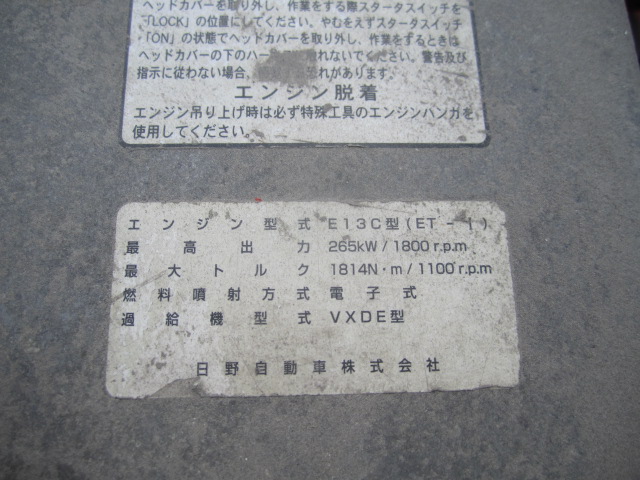 ヘッドカバーを取り外し、作業をする際スタータスイッチを
「LOCK」の位置にしてください。やむをえずスタータスイッチ
「ON」の状態でヘッドカバーを取り外し、作業をするときは
ヘッドカバーの下のハー 触れないでください。警告及び
指示に従わない場合、 恐れがあります。
エンジン脱着
エンジン吊り上げ時は必ず特殊工具のエンジンハンガを
使用してください。
エンジン型式 E13C型(ET-I)
最高出力 265kW/1800r.p.m
最大トルク 1814N・m/1100r.p.m
燃料噴射方式 電子式
過給機型式 VXDE型
日野自動車株式会社